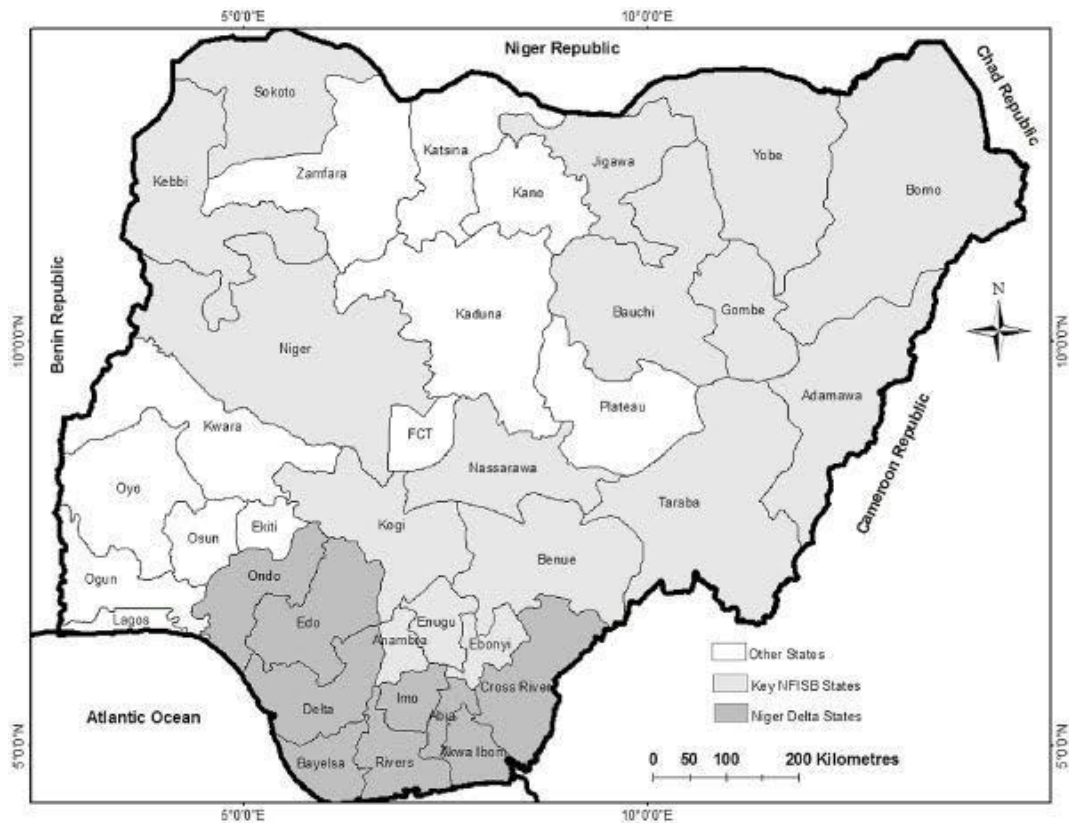 5°0'0"E
10°0'0"E
Niger Republic
Chad Republic
Sokoto
Katsina
Yobe
Jigawa
Zamfara
Kebbi
Kano
Borno
Benin Republic
N
Kaduna
Bauchi
Gombe
10°0'0"N
10°0'0"N
Niger
Adamawa
Plateau
Kwara
FCT
Cameroon Republic
Nassarawa
Oyo
Taraba
Kogi
Ekiti
Osun
Benue
Ogun
Ondo
Lagos
Edo
Enugu
Anambra
Ebonyi
Other States
Key NFISB States
Niger Delta States
Cross River
Imo
Abia
Delta
Atlantic Ocean
Akwa Ibom
Bayelsa
Rivers
5°0'0"N
5°0'0"N
0 50 100 200 Kilometres
5°0'0"E
10°0'0"E